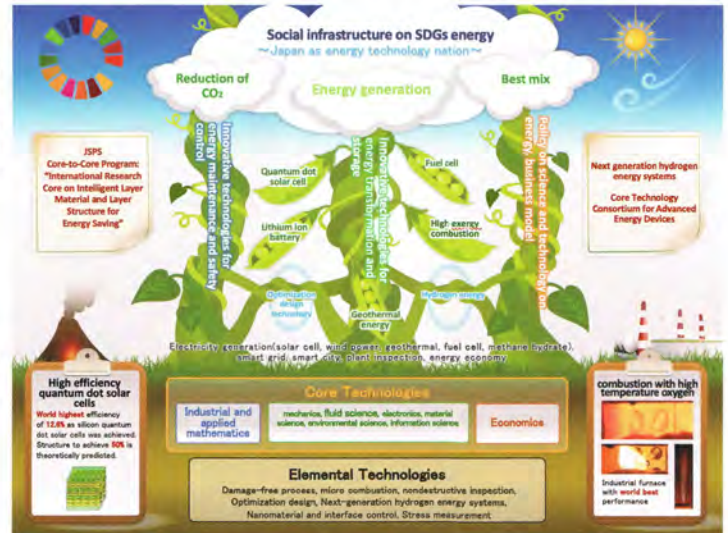 Social infrastructure on SDGs energy
~Japan as energy technology nation~
Reduction of
CO₂
Energy generation
Best mix
Innovative technologies for
energy maintenance and safety
control
Innovative technologies for
energy transformation and
storage
Policy on science and technology on
energy, business model
JSPS
Core-to-Core Program:
"International Research
Core on Intelligent Layer
Material and Layer
Structure for
Energy Saving"
Quantum dot
solar cell
Fuel cell
Lithium ion
battery
High exergy
combustion
Next generation hydrogen
energy systems
Core Technology
Consortium for Advanced
Energy Devices
Optimization
design
technology
Hydrogen energy
Geothermal
energy
Electricity generation(solar cell, wind power, geothermal, fuel cell, methane hydrate),
smart grid, smart city, plant inspection, energy economy
High efficiency
quantum dot solar
cells
World highest efficiency
of 12.6% as silicon quantum
dot solar cells was achieved.
Structure to achieve 50% is
theoretically predicted.
Core Technologies
Industrial and
applied
mathematics
mechanics, fluid science, electronics, material
science, environmental science, information science
Economics
Elemental Technologies
Damage-free process, micro combustion, nondestructive inspection,
Optimization design, Next-generation hydrogen energy systems,
Nanomaterial and interface control, Stress measurement
combustion with high
temperature oxygen
Industrial furnace
with world best
performance